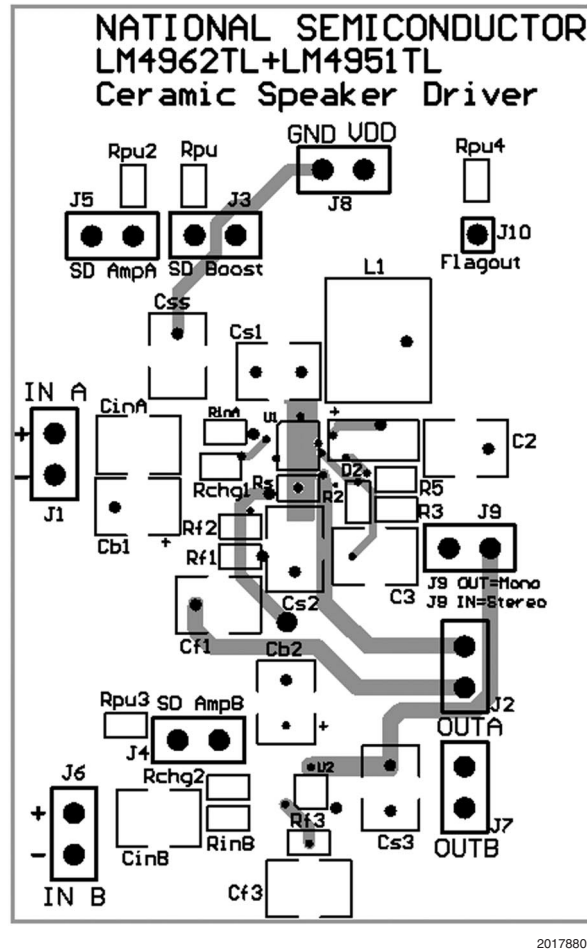 NATIONAL SEMICONDUCTOR
LM4962TL+LM4951TL
Ceramic Speaker Driver
GND VDD
Rpu2 Rpu Rpu4
J5 J3 J8
J10
SD AmpA SD Boost Flagout
L1
Css
Cs1
IN A
CinA RinA U1 +
+
C2
- Rchg1 Rs R2 D2 R5
J1 Rf2 R3 J9
Cb1 +
Rf1
J9 OUT=Mono
Cs2 C3 J9 IN=Stereo
Cf1
Cb2
Rpu3 SD AmpB + J2
J4 OUTA
J6 Rchg2 U2
+ Rf3 J7
- CinB RinB Cs3 OUTB
IN B Cf3
2017880